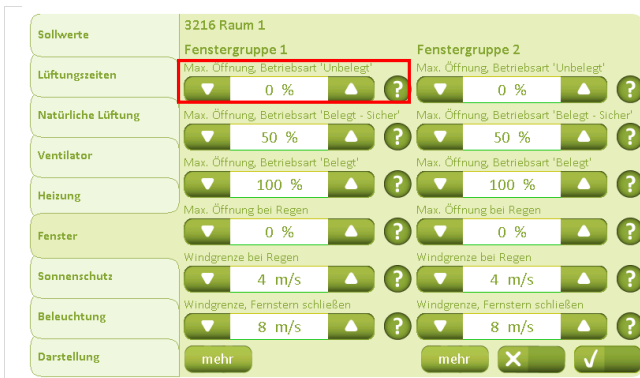 Sollwerte
Lüftungszeiten
Natürliche Lüftung
Ventilator
Heizung
Fenster
Sonnenschutz
Beleuchtung
Darstellung
3216 Raum 1
Fenstergruppe 1
Max. Öffnung, Betriebsart 'Unbelegt'
0 %
?
Max. Öffnung, Betriebsart 'Belegt - Sicher'
50 %
?
Max. Öffnung, Betriebsart 'Belegt'
100 %
?
Max. Öffnung bei Regen
0 %
?
Windgrenze bei Regen
4 m/s
?
Windgrenze, Femstern schließen
8 m/s
?
mehr
Fenstergruppe 2
Max. Öffnung, Betriebsart 'Unbelegt'
0 %
?
Max. Öffnung, Betriebsart 'Belegt - Sicher'
50 %
?
Max. Öffnung, Betriebsart 'Belegt'
100 %
?
Max. Öffnung bei Regen
0 %
?
Windgrenze bei Regen
4 m/s
?
Windgrenze, Femstern schließen
8 m/s
?
mehr